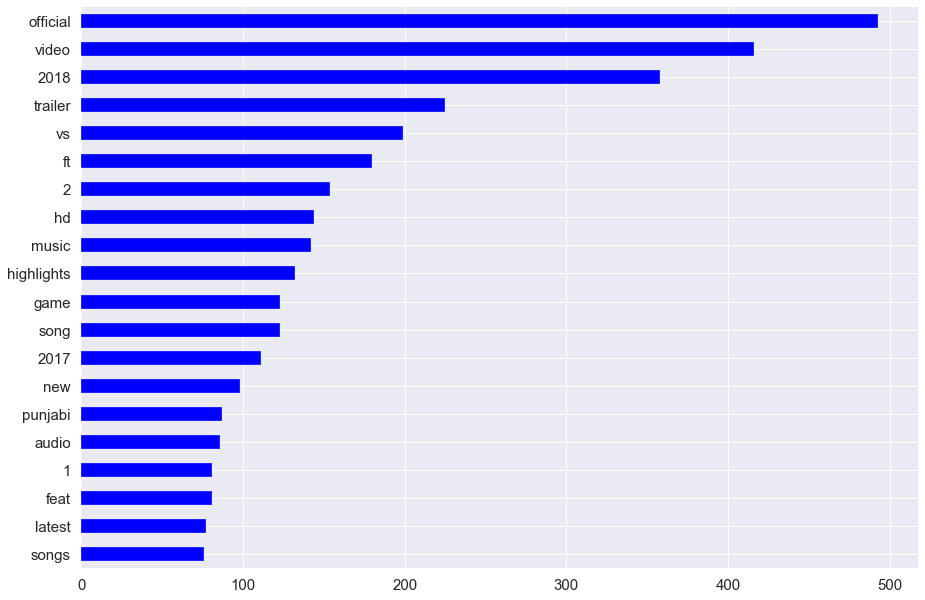 official
video
2018
trailer
vs
ft
2
hd
music
highlights
game
song
2017
new
punjabi
audio
1
feat
latest
songs
0 100 200 300 400 500